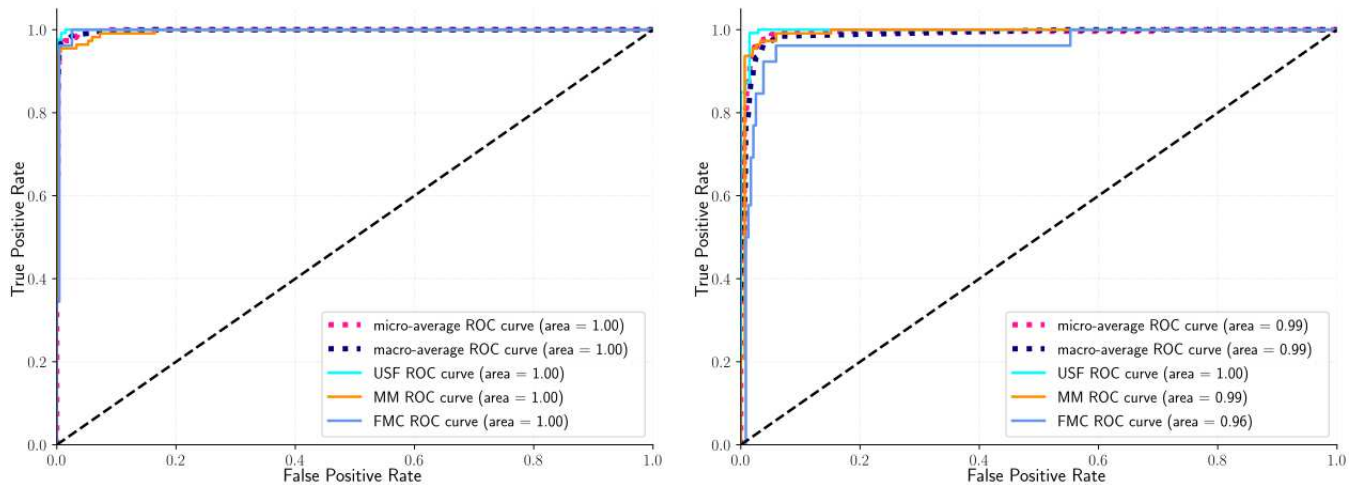 True Positive Rate
1.0
0.8
0.6
0.4
0.2
0.0
micro-average ROC curve (area = 1.00)
macro-average ROC curve (area = 1.00)
USF ROC curve (area = 1.00)
MM ROC curve (area = 1.00)
FMC ROC curve (area = 1.00)
0.0 0.2 0.4 0.6 0.8 1.0
False Positive Rate
True Positive Rate
1.0
0.8
0.6
0.4
0.2
0.0
micro-average ROC curve (area = 0.99)
macro-average ROC curve (area = 0.99)
USF ROC curve (area = 1.00)
MM ROC curve (area = 0.99)
FMC ROC curve (area = 0.96)
0.0 0.2 0.4 0.6 0.8 1.0
False Positive Rate